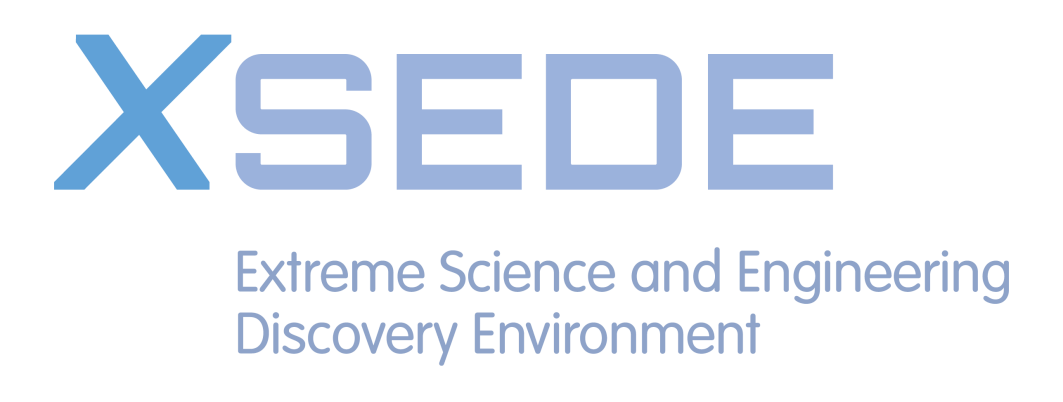 XSEDE
Extreme Science and Engineering
Discovery Environment